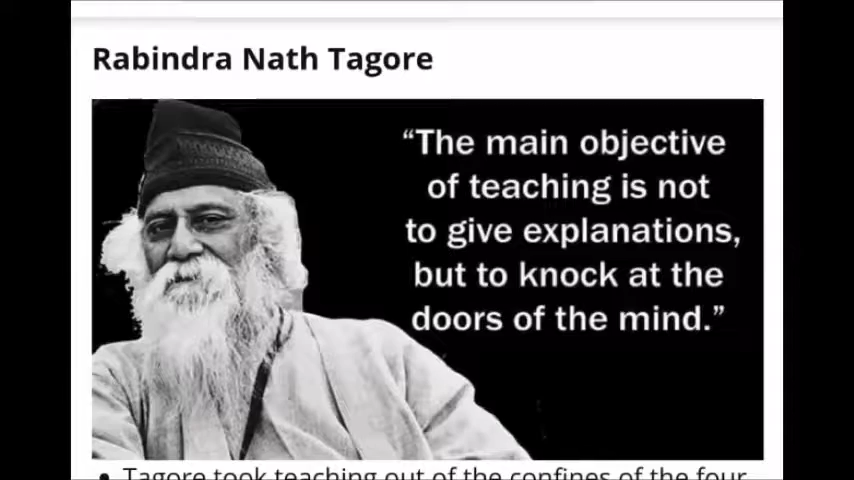 Rabindra Nath Tagore
“The main objective
of teaching is not
to give explanations,
but to knock at the
doors of the mind.”
• Tagore took teaching out of the confines of the four